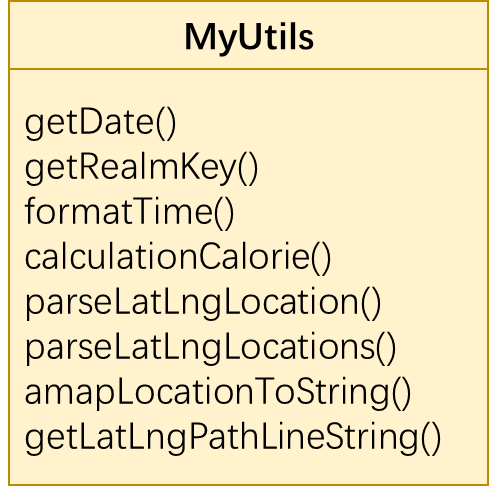 MyUtils
getDate()
getRealmKey()
formatTime()
calculationCalorie()
parseLatLngLocation()
parseLatLngLocations()
amapLocationToString()
getLatLngPathLineString()